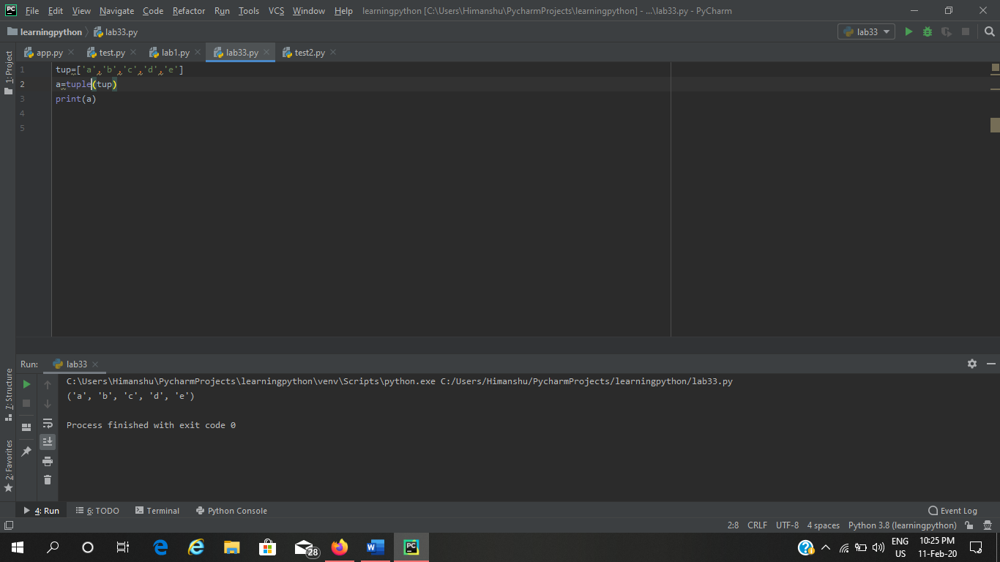 PC File Edit View Navigate Code Refactor Run Tools VCS Window Help learningpython [C:\Users\Himanshu\PycharmProjects\learningpython] - ...\lab33.py - PyCharm
learningpython lab33.py lab33
app.py test.py lab1.py lab33.py test2.py
1: Project
1 tup=['a','b','c','d','e']
2 a=tuple(tup)
3 print(a)
4
5
7: Structure
2: Favorites
Run: lab33
C:\Users\Himanshu\PycharmProjects\learningpython\venv\Scripts\python.exe C:/Users/Himanshu/PycharmProjects/learningpython/lab33.py
('a', 'b', 'c', 'd', 'e')
Process finished with exit code 0
4: Run 6: TODO Terminal Python Console Event Log
2:8 CRLF UTF-8 4 spaces Python 3.8 (learningpython)
28 W PC ENG 10:25 PM
US 11-Feb-20